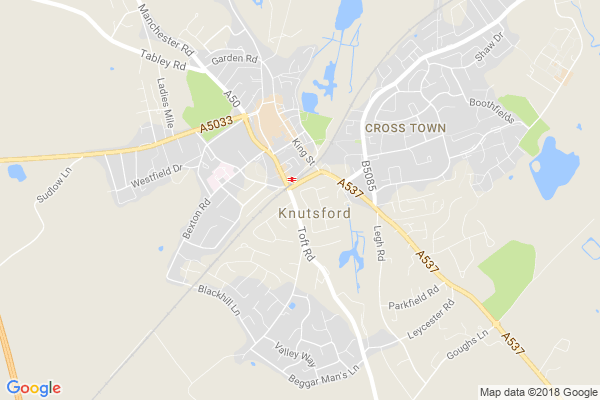 Manchester Rd
Tabley Rd
Garden Rd
Shaw Dr
Ladies Mile
A50
Boothfields
A5033
King St
CROSS TOWN
Westfield Dr
Sudlow Ln
B5085
A537
Bexton Rd
Knutsford
Toft Rd
Legh Rd
A537
Blackhill Ln
Parkfield Rd
Leycester Rd
Goughs Ln
A537
Valley Way
Beggar Man's Ln
Google
Map data ©2018 Google